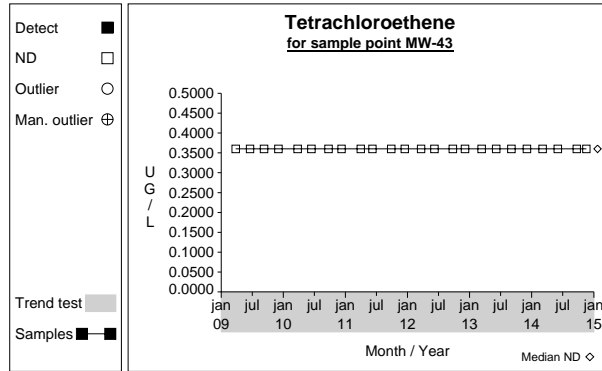 Detect
ND
Outlier
Man. outlier
Trend test
Samples
Tetrachloroethene
for sample point MW-43
0.5000
0.4500
0.4000
0.3500
0.3000
0.2500
0.2000
0.1500
0.1000
0.0500
0.0000
U
G
/
L
jan jul jan jul jan jul jan jul jan jul jan jul jan
09 10 11 12 13 14 15
Month / Year
Median ND